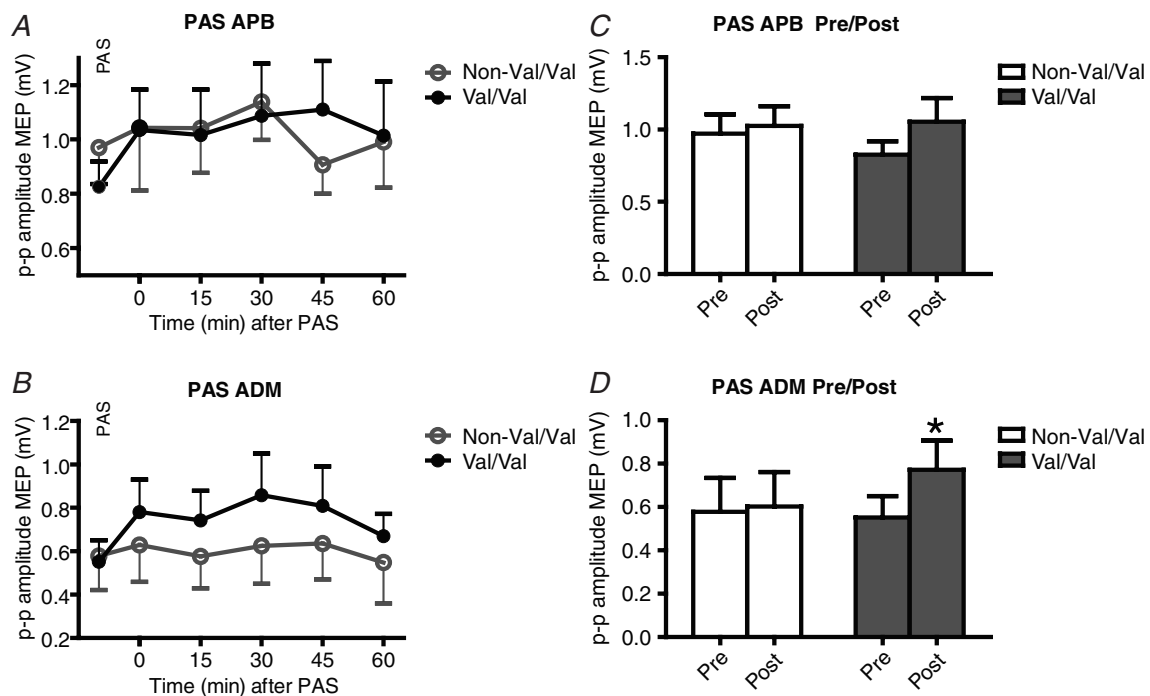 A
PAS APB
PAS
p-p amplitude MEP (mV)
1.2
1.0
0.8
0.6
0 15 30 45 60
Time (min) after PAS
Non-Val/Val
Val/Val
C
PAS APB Pre/Post
p-p amplitude MEP (mV)
1.5
1.0
0.5
0.0
Pre Post Pre Post
Non-Val/Val
Val/Val
B
PAS ADM
PAS
p-p amplitude MEP (mV)
1.2
1.0
0.8
0.6
0.4
0.2
0 15 30 45 60
Time (min) after PAS
Non-Val/Val
Val/Val
D
PAS ADM Pre/Post
p-p amplitude MEP (mV)
1.0
0.8
0.6
0.4
0.2
0.0
*
Pre Post Pre Post
Non-Val/Val
Val/Val